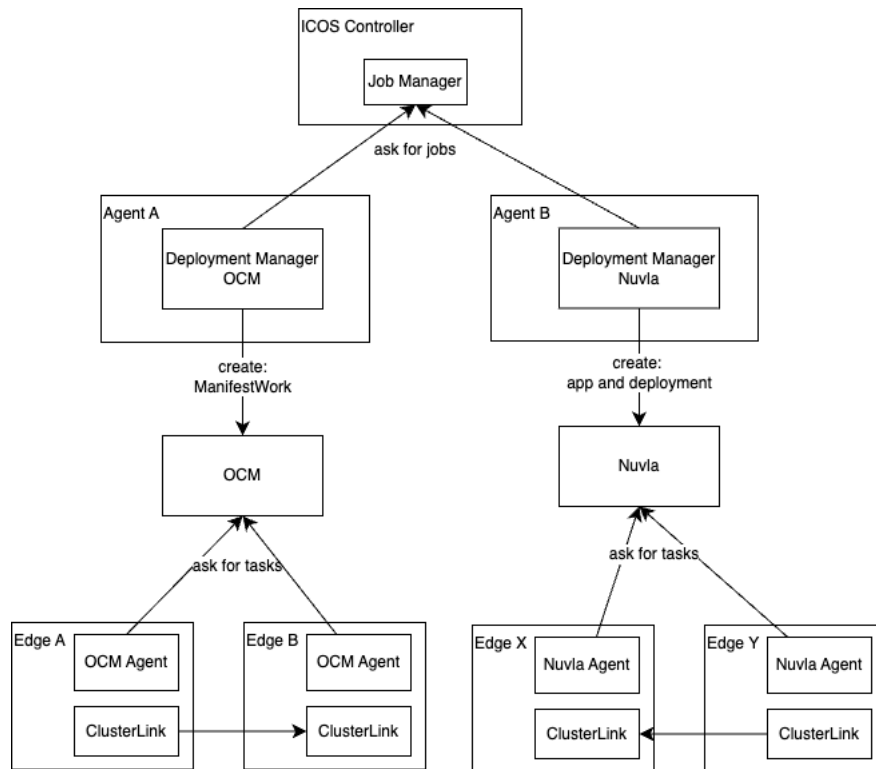 ICOS Controller
Job Manager
ask for jobs
Agent A
Deployment Manager
OCM
Agent B
Deployment Manager
Nuvla
create:
ManifestWork
create:
app and deployment
OCM
Nuvla
ask for tasks
ask for tasks
Edge A
OCM Agent
ClusterLink
Edge B
OCM Agent
ClusterLink
Edge X
Nuvla Agent
ClusterLink
Edge Y
Nuvla Agent
ClusterLink